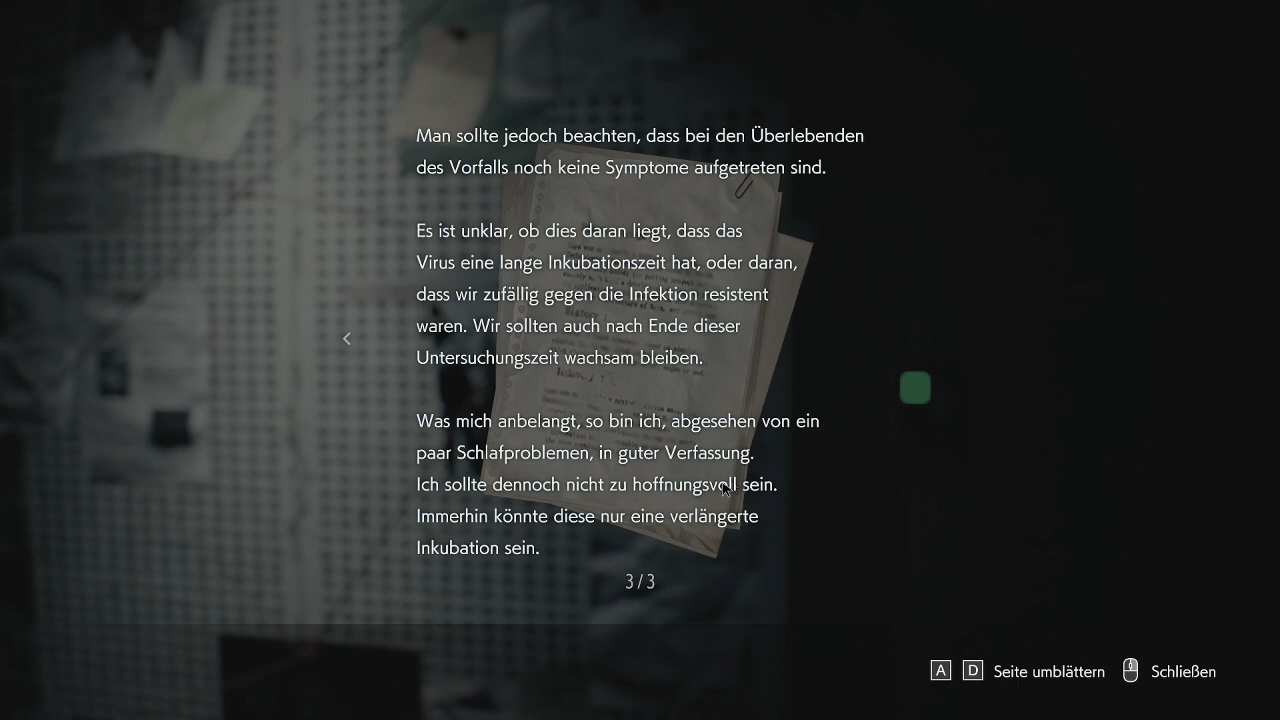 Man sollte jedoch beachten, dass bei den Überlebenden
des Vorfalls noch keine Symptome aufgetreten sind.
Es ist unklar, ob dies daran liegt, dass das
Virus eine lange Inkubationszeit hat, oder daran,
dass wir zufällig gegen die Infektion resistent
waren. Wir sollten auch nach Ende dieser
Untersuchungszeit wachsam bleiben.
Was mich anbelangt, so bin ich, abgesehen von ein
paar Schlafproblemen, in guter Verfassung.
Ich sollte dennoch nicht zu hoffnungsvoll sein.
Immerhin könnte diese nur eine verlängerte
Inkubation sein.
3/3
A D Seite umblättern Schließen